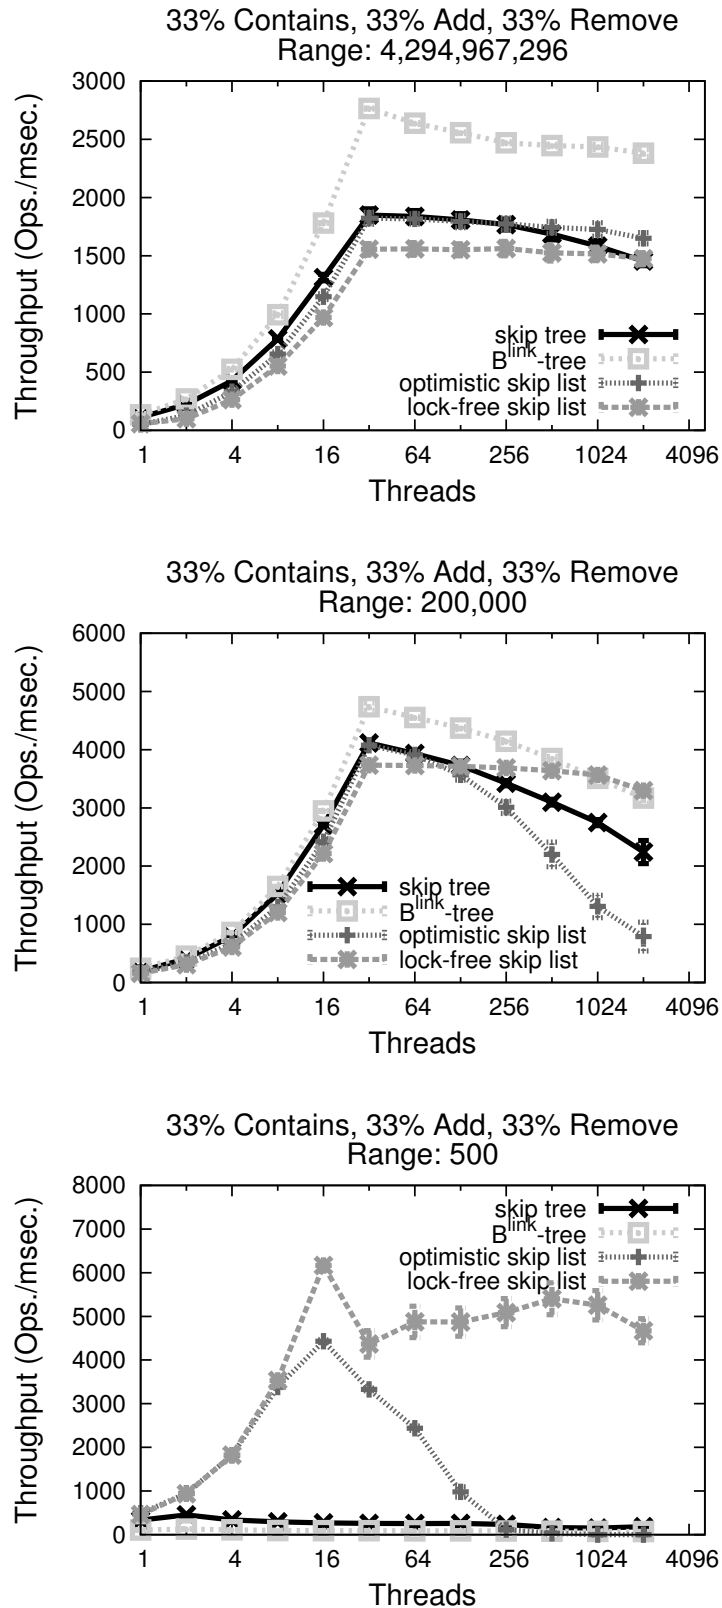 33% Contains, 33% Add, 33% Remove
Range: 4,294,967,296
Throughput (Ops./msec.)
3000
2500
2000
1500
1000
500
0
skip tree
B^link-tree
optimistic skip list
lock-free skip list
1 4 16 64 256 1024 4096
Threads
33% Contains, 33% Add, 33% Remove
Range: 200,000
Throughput (Ops./msec.)
6000
5000
4000
3000
2000
1000
0
skip tree
B^link-tree
optimistic skip list
lock-free skip list
1 4 16 64 256 1024 4096
Threads
33% Contains, 33% Add, 33% Remove
Range: 500
Throughput (Ops./msec.)
8000
7000
6000
5000
4000
3000
2000
1000
0
skip tree
B^link-tree
optimistic skip list
lock-free skip list
1 4 16 64 256 1024 4096
Threads